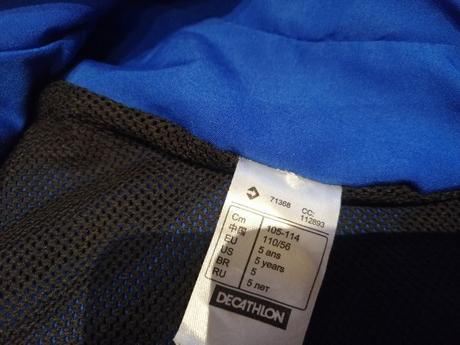 71368 CC: 112893
Cm 105-114
中国 110/56
EU 5 ans
US 5 years
BR 5
RU 5 лет
DECATHLON